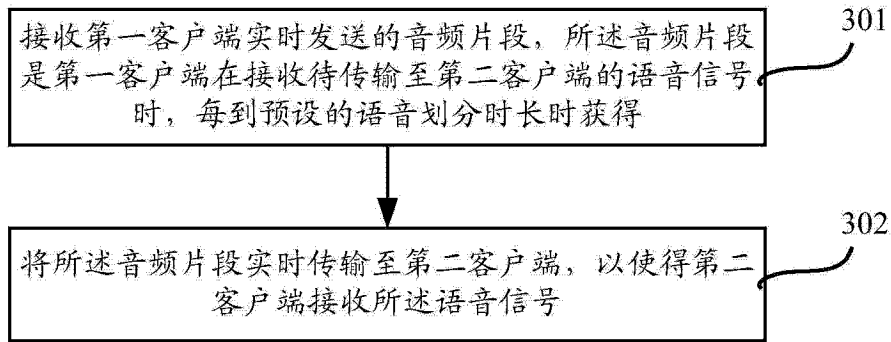 接收第一客户端实时发送的音频片段，所述音频片段
是第一客户端在接收待传输至第二客户端的语音信号
时，每到预设的语音划分时长时获得
301
将所述音频片段实时传输至第二客户端，以使得第二
客户端接收所述语音信号
302